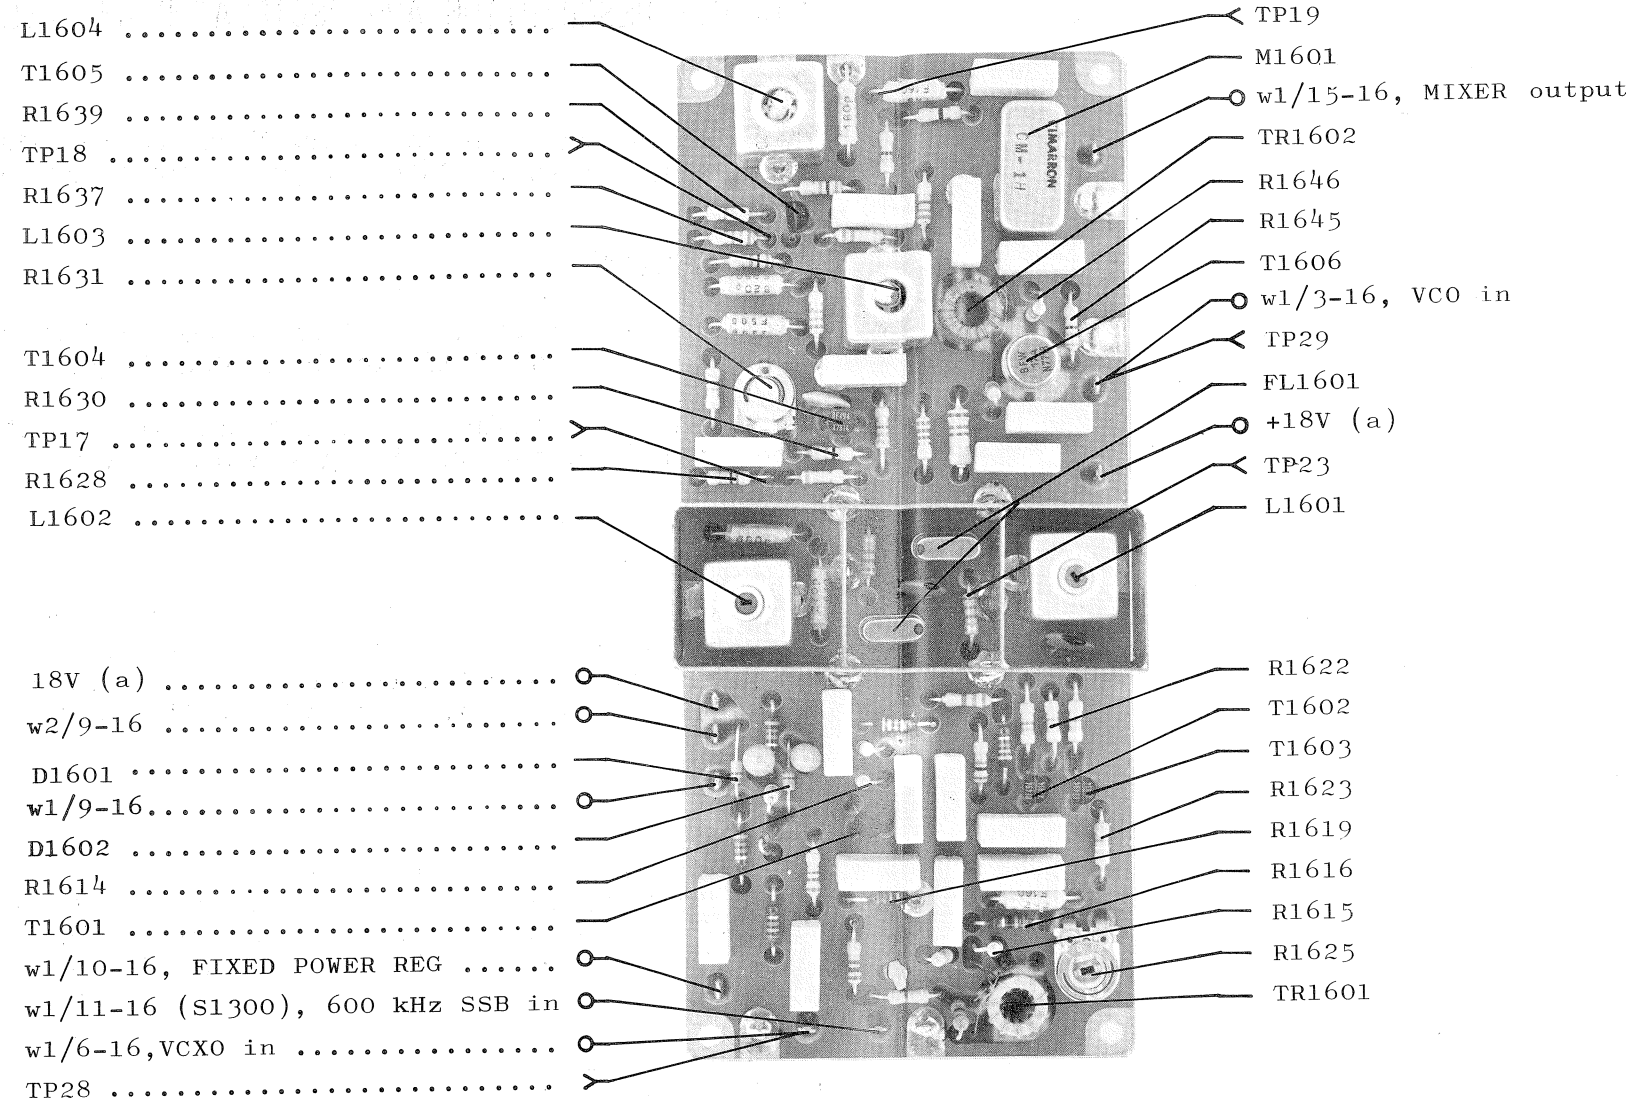 L1604
T1605
R1639
TP18
R1637
L1603
R1631
T1604
R1630
TP17
R1628
L1602
18V (a)
w2/9-16
D1601
w1/9-16
D1602
R1614
T1601
w1/10-16, FIXED POWER REG
w1/11-16 (S1300), 600 kHz SSB in
w1/6-16,VCXO in
TP28
TP19
M1601
w1/15-16, MIXER output
TR1602
R1646
R1645
T1606
w1/3-16, VCO in
TP29
FL1601
+18V (a)
TP23
L1601
R1622
T1602
T1603
R1623
R1619
R1616
R1615
R1625
TR1601
CIMARRON
CM-1H